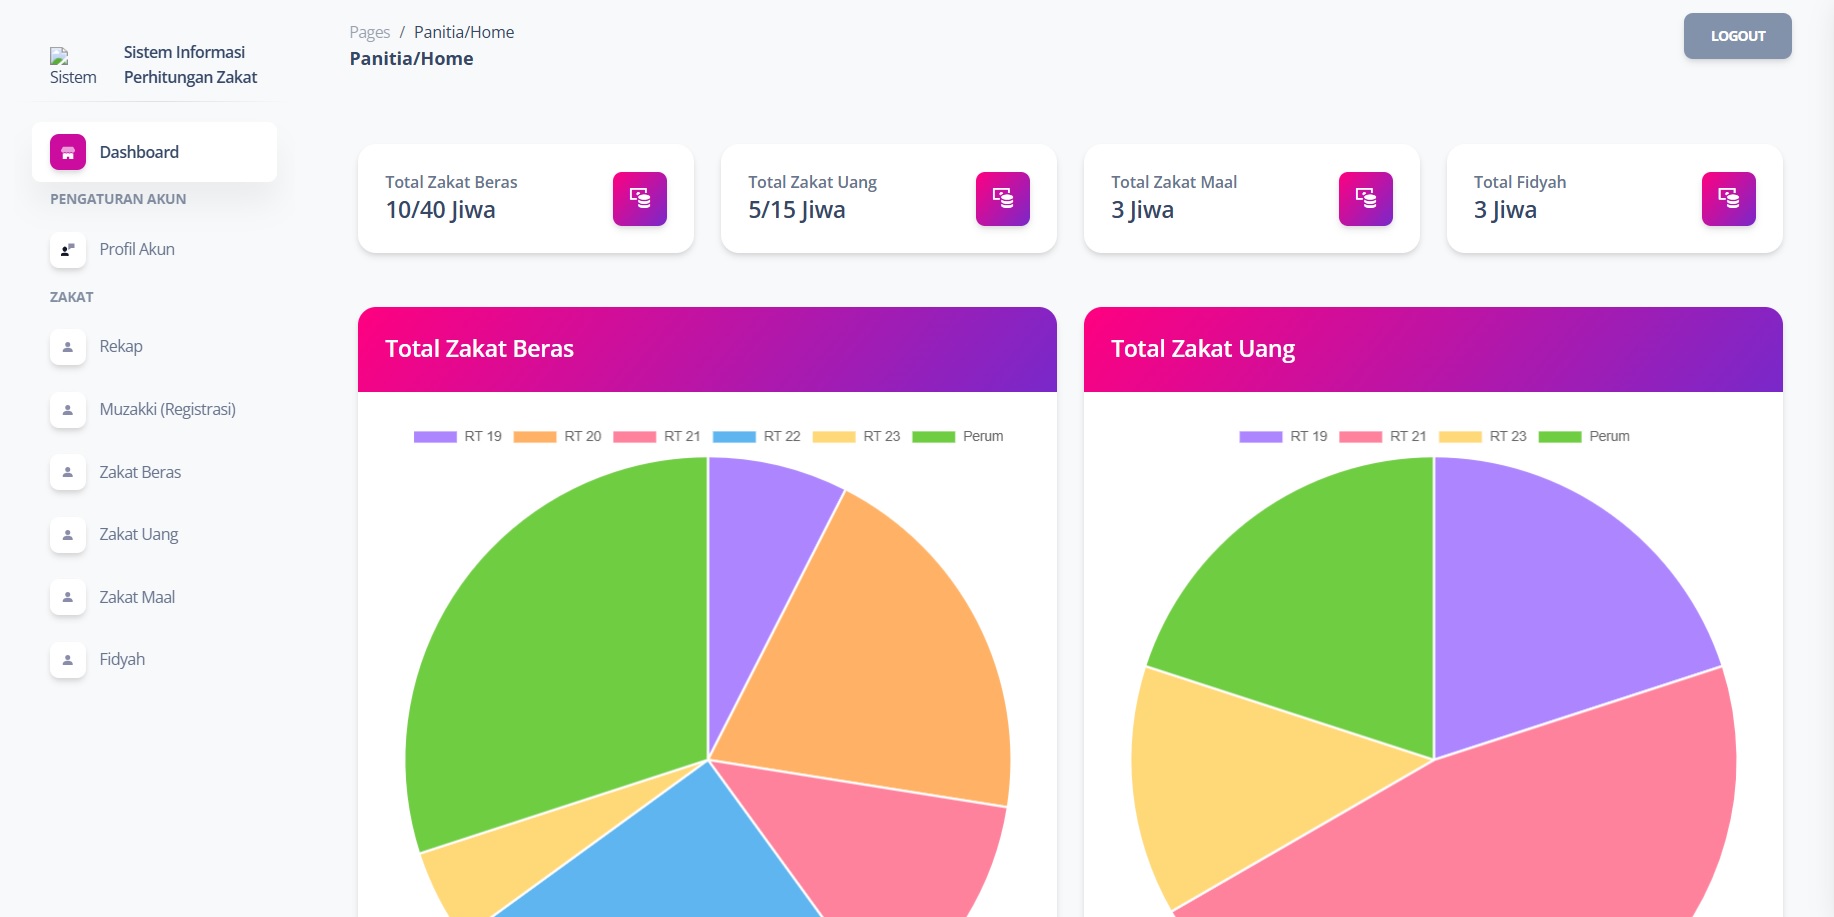 Sistem
Sistem Informasi
Perhitungan Zakat
Dashboard
PENGATURAN AKUN
Profil Akun
ZAKAT
Rekap
Muzakki (Registrasi)
Zakat Beras
Zakat Uang
Zakat Maal
Fidyah
Pages / Panitia/Home
Panitia/Home
LOGOUT
Total Zakat Beras
10/40 Jiwa
Total Zakat Uang
5/15 Jiwa
Total Zakat Maal
3 Jiwa
Total Fidyah
3 Jiwa
Total Zakat Beras
RT 19 RT 20 RT 21 RT 22 RT 23 Perum
Total Zakat Uang
RT 19 RT 21 RT 23 Perum